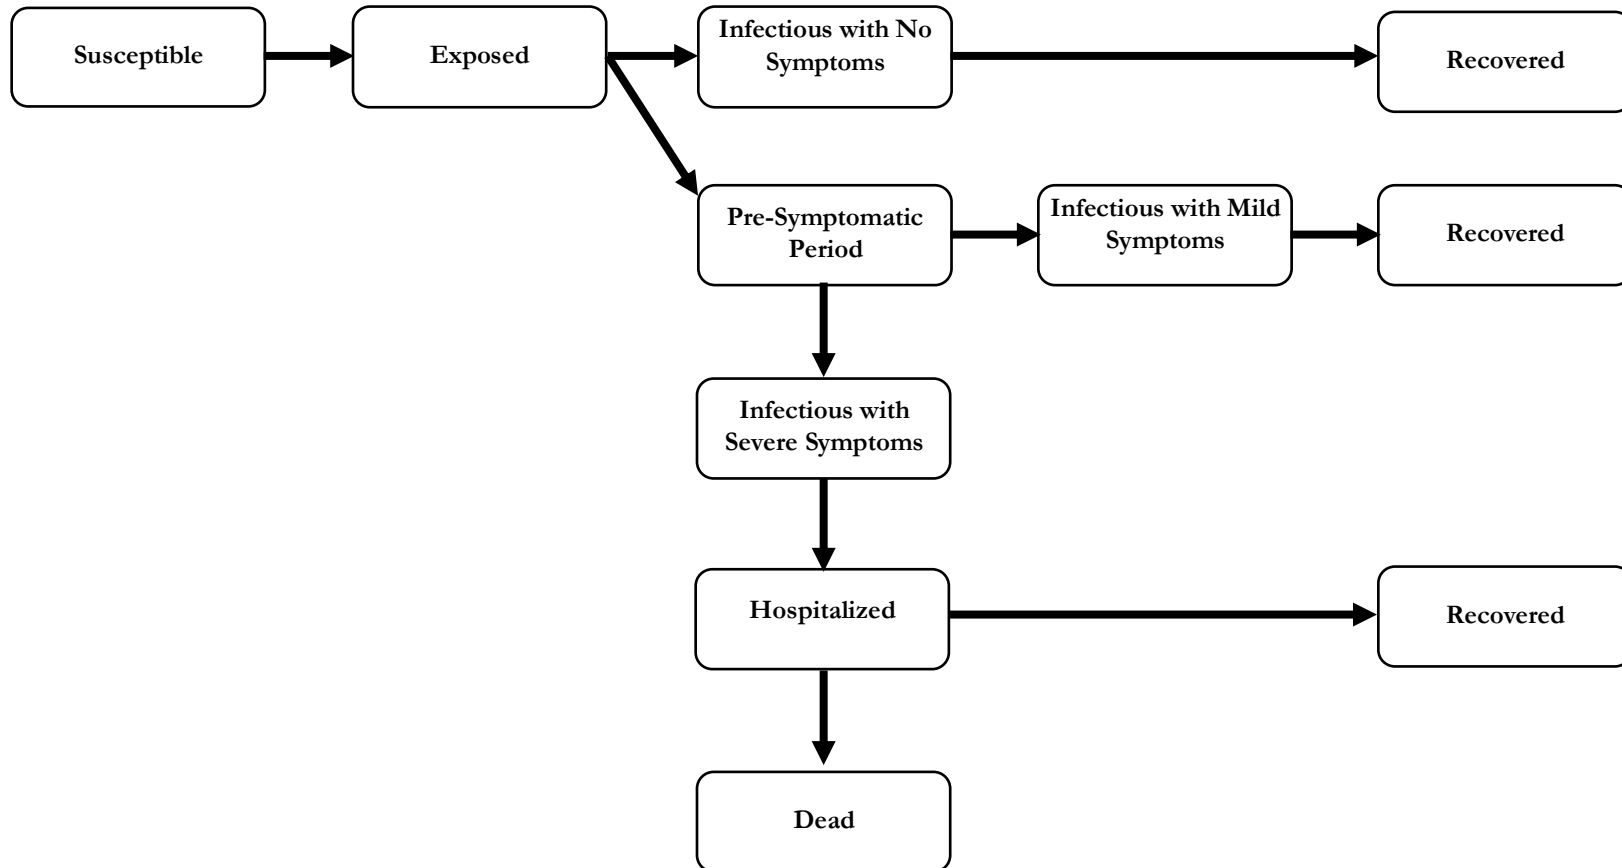 Susceptible
Exposed
Infectious with No
Symptoms
Recovered
Pre-Symptomatic
Period
Infectious with Mild
Symptoms
Recovered
Infectious with
Severe Symptoms
Hospitalized
Recovered
Dead